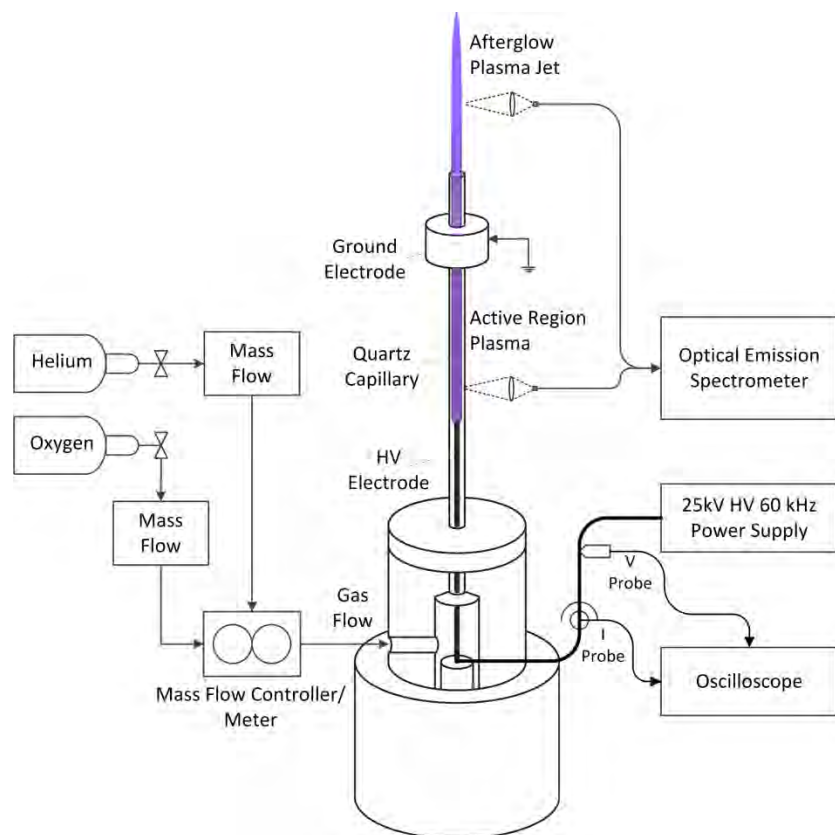 Afterglow
Plasma Jet
Ground
Electrode
Active Region
Plasma
Helium
Mass
Flow
Quartz
Capillary
Optical Emission
Spectrometer
Oxygen
HV
Electrode
Mass
Flow
25kV HV 60 kHz
Power Supply
V
Probe
Gas
Flow
I
Probe
Oscilloscope
Mass Flow Controller/
Meter